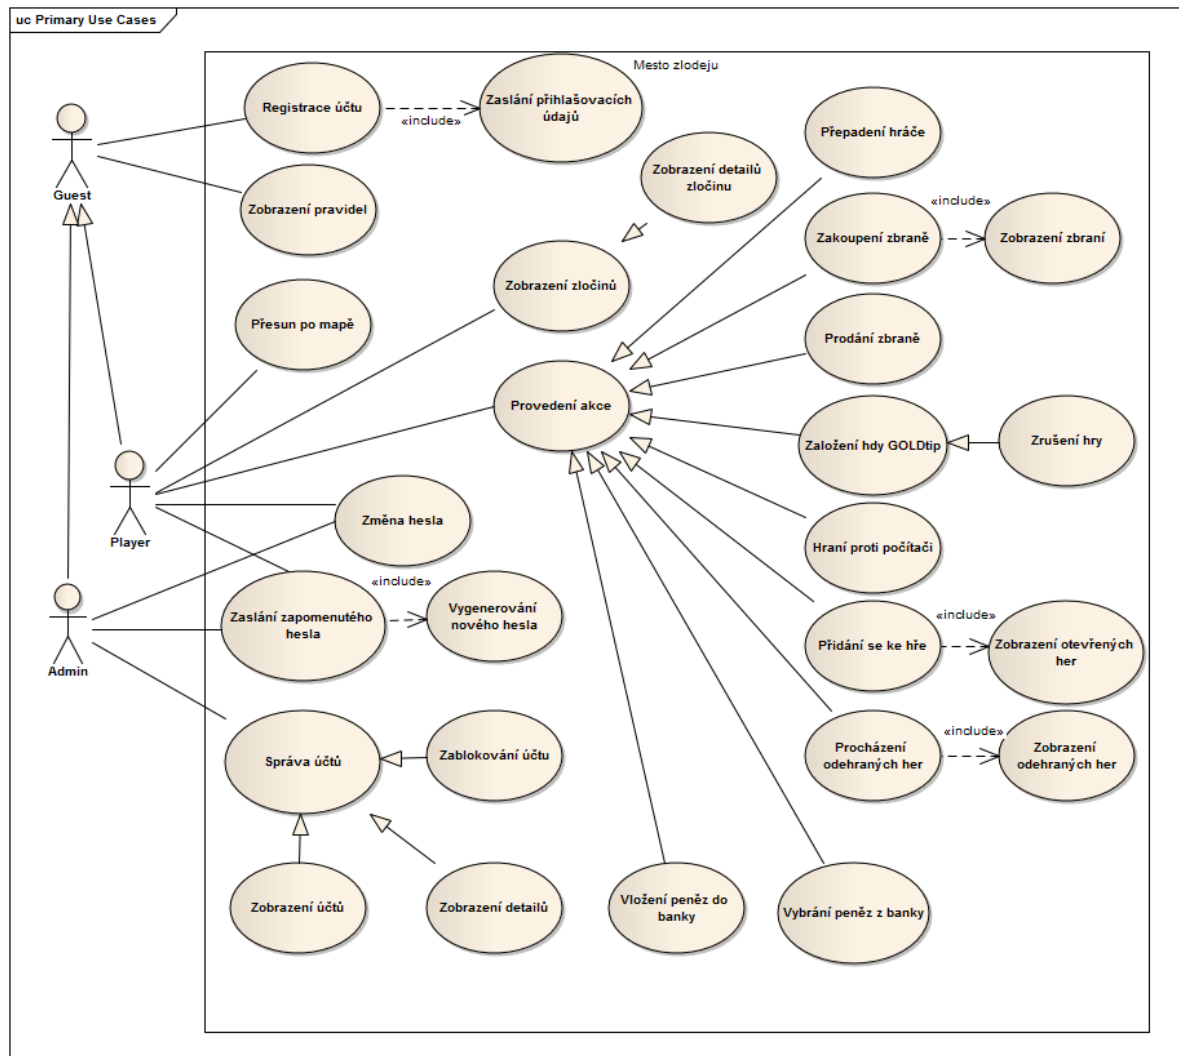 uc Primary Use Cases
Mesto zlodeju
Registrace účtu
«include»
Zaslání přihlašovacích
údajů
Přepadení hráče
Zobrazení detailů
zločinu
Guest
Zobrazení pravidel
Zakoupení zbraně
«include»
Zobrazení zbraní
Zobrazení zločinů
Přesun po mapě
Prodání zbraně
Provedení akce
Založení hdy GOLDtip
Zrušení hry
Player
Změna hesla
Hraní proti počítači
Zaslání zapomenutého
hesla
«include»
Vygenerování
nového hesla
Přidání se ke hře
«include»
Zobrazení otevřených
her
Admin
Správa účtů
Zablokování účtu
Procházení
odehraných her
«include»
Zobrazení
odehraných her
Zobrazení účtů
Zobrazení detailů
Vložení peněz do
banky
Vybrání peněz z banky